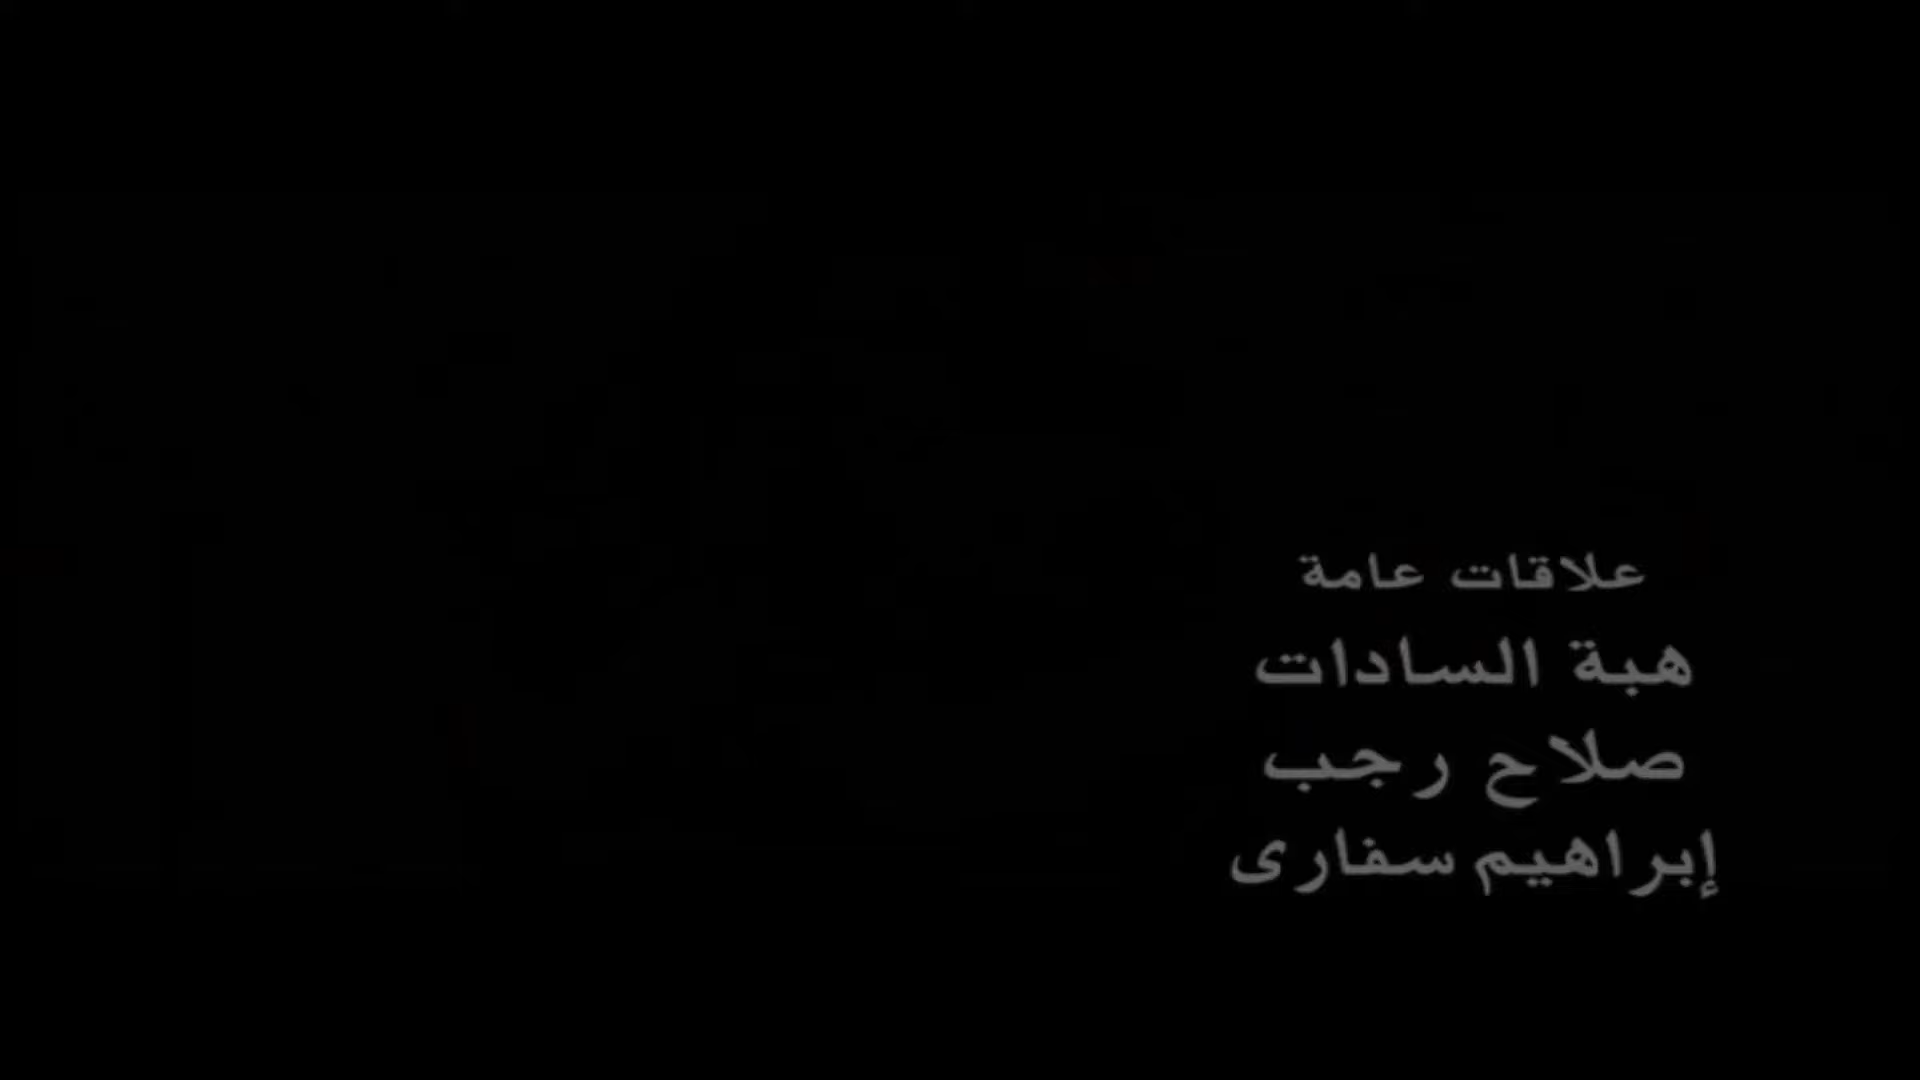 علاقات عامة
هبة السادات
صلاح رجب
إبراهيم سفارى